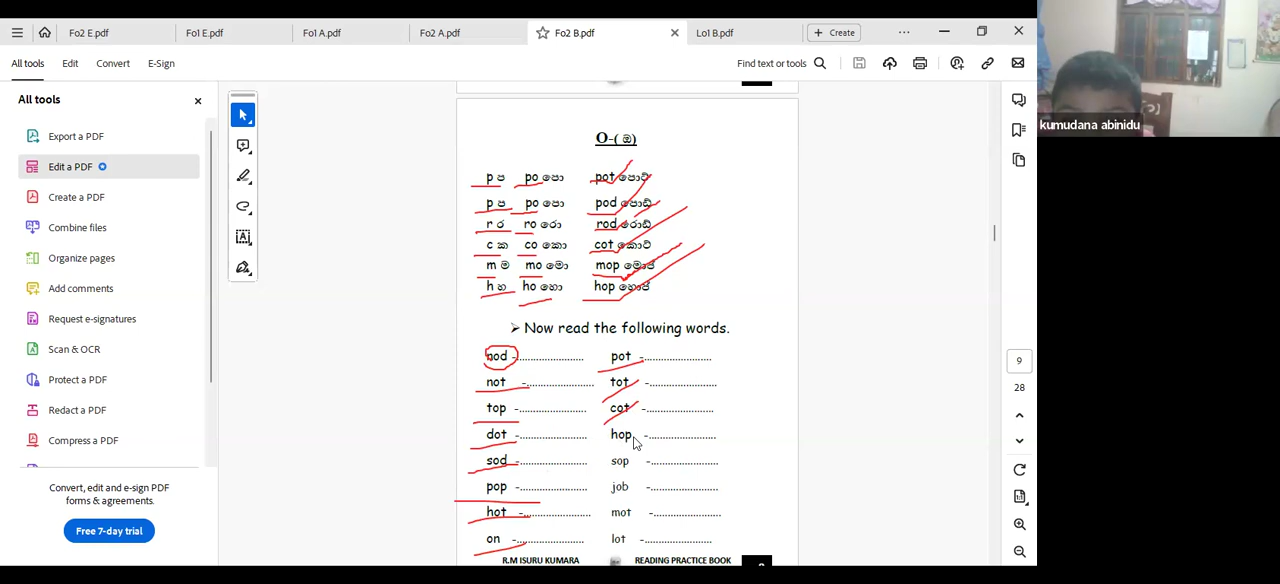 Fo2 E.pdf Fo1 E.pdf Fo1 A.pdf Fo2 A.pdf Fo2 B.pdf Lo1 B.pdf + Create
All tools Edit Convert E-Sign Find text or tools
All tools
Export a PDF
Edit a PDF
Create a PDF
Combine files
Organize pages
Add comments
Request e-signatures
Scan & OCR
Protect a PDF
Redact a PDF
Compress a PDF
Convert, edit and e-sign PDF
forms & agreements.
Free 7-day trial
O-( ඔ)
p ප po පො pot පොට්
p ප po පො pod පොඩ්
r ර ro රො rod රොඩ්
c ක co කො cot කොට්
m ම mo මො mop මොප්
h හ ho හො hop හොප්
➢ Now read the following words.
nod -.................... pot -....................
not -.................... tot -....................
top -.................... cot -....................
dot -.................... hop -....................
sod -.................... sop -....................
pop -.................... job -....................
hot -.................... mot -....................
on -.................... lot -....................
R.M ISURU KUMARA READING PRACTICE BOOK
9
28
kumudana abinidu